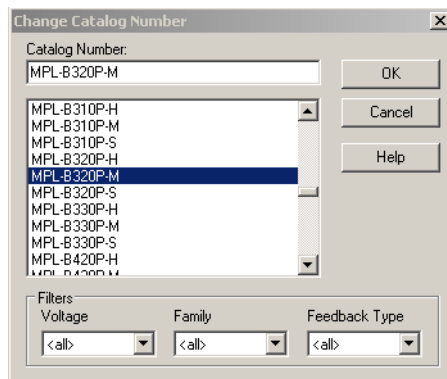 Change Catalog Number
Catalog Number:
MPL-B320P-M
OK
MPL-B310P-H
MPL-B310P-M
MPL-B310P-S
MPL-B320P-H
MPL-B320P-M
MPL-B320P-S
MPL-B330P-H
MPL-B330P-M
MPL-B330P-S
MPL-B420P-H
MPL-B420P-M
Cancel
Help
Filters
Voltage Family Feedback Type
<all> <all> <all>